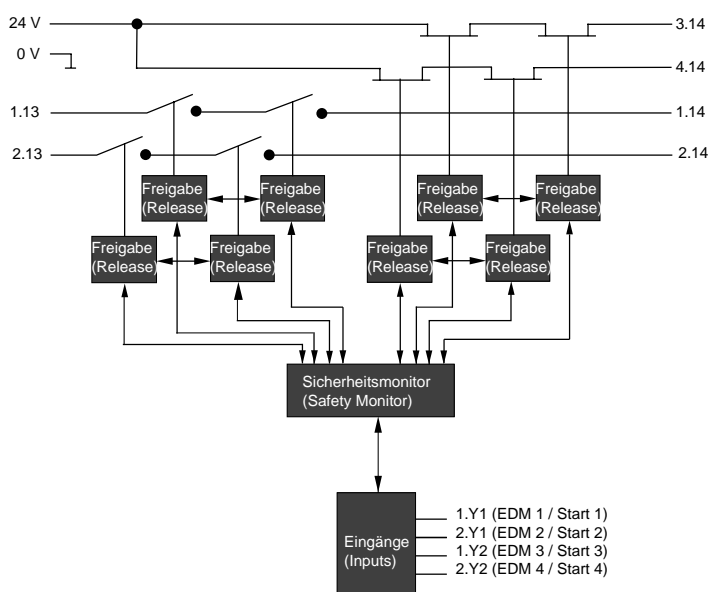 24 V
3.14
0 V
4.14
1.13
1.14
2.13
2.14
Freigabe
(Release)
Freigabe
(Release)
Freigabe
(Release)
Freigabe
(Release)
Freigabe
(Release)
Freigabe
(Release)
Freigabe
(Release)
Freigabe
(Release)
Sicherheitsmonitor
(Safety Monitor)
Eingänge
(Inputs)
1.Y1 (EDM 1 / Start 1)
2.Y1 (EDM 2 / Start 2)
1.Y2 (EDM 3 / Start 3)
2.Y2 (EDM 4 / Start 4)